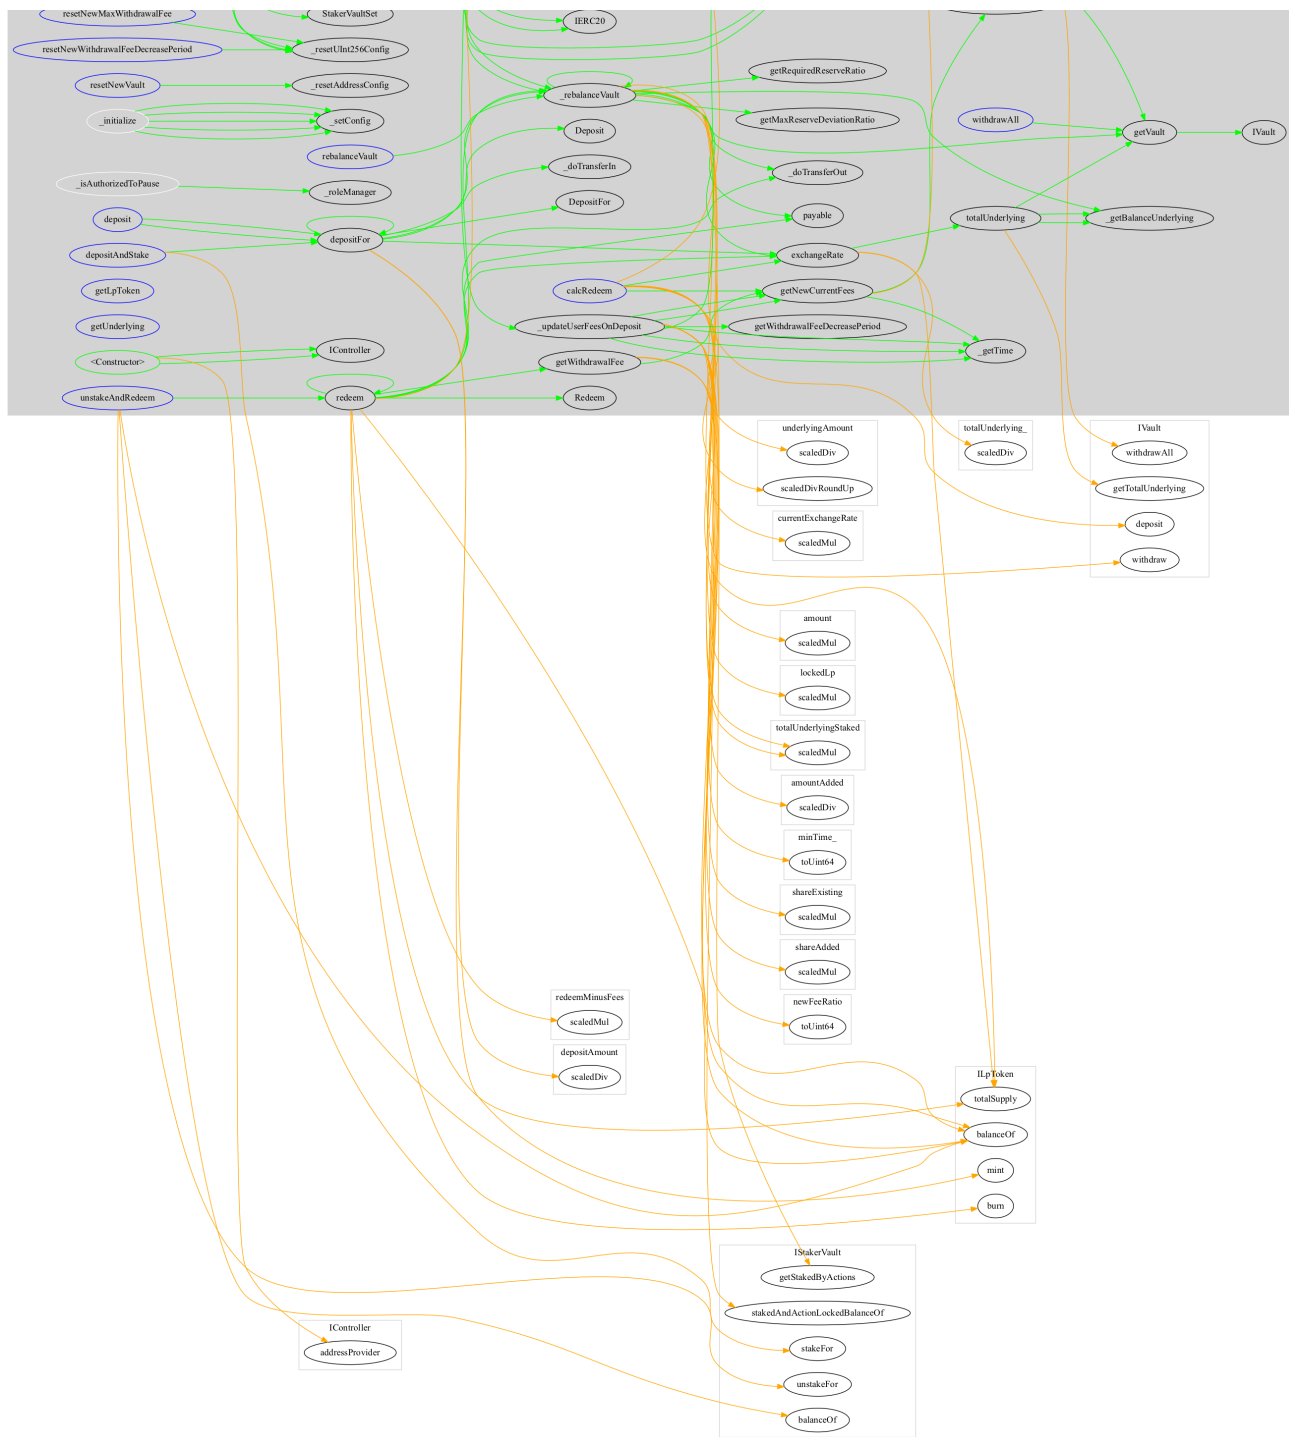 resetNewMaxWithdrawalFee
StakerVaultSet
IERC20
resetNewWithdrawalFeeDecreasePeriod
_resetUInt256Config
getRequiredReserveRatio
resetNewVault
_resetAddressConfig
_rebalanceVault
_initialize
_setConfig
getMaxReserveDeviationRatio
withdrawAll
Deposit
getVault
IVault
rebalanceVault
_doTransferIn
_doTransferOut
_isAuthorizedToPause
_roleManager
DepositFor
payable
deposit
totalUnderlying
_getBalanceUnderlying
depositFor
depositAndStake
exchangeRate
getLpToken
calcRedeem
getNewCurrentFees
getUnderlying
_updateUserFeesOnDeposit
getWithdrawalFeeDecreasePeriod
IController
_getTime
<Constructor>
getWithdrawalFee
unstakeAndRedeem
redeem
Redeem
underlyingAmount
totalUnderlying_
IVault
scaledDiv
scaledDiv
withdrawAll
scaledDivRoundUp
getTotalUnderlying
currentExchangeRate
deposit
scaledMul
withdraw
amount
scaledMul
lockedLp
scaledMul
totalUnderlyingStaked
scaledMul
amountAdded
scaledDiv
minTime_
toUint64
shareExisting
scaledMul
shareAdded
scaledMul
redeemMinusFees
newFeeRatio
scaledMul
toUint64
depositAmount
scaledDiv
ILpToken
totalSupply
balanceOf
mint
burn
IStakerVault
getStakedByActions
stakedAndActionLockedBalanceOf
IController
stakeFor
addressProvider
unstakeFor
balanceOf